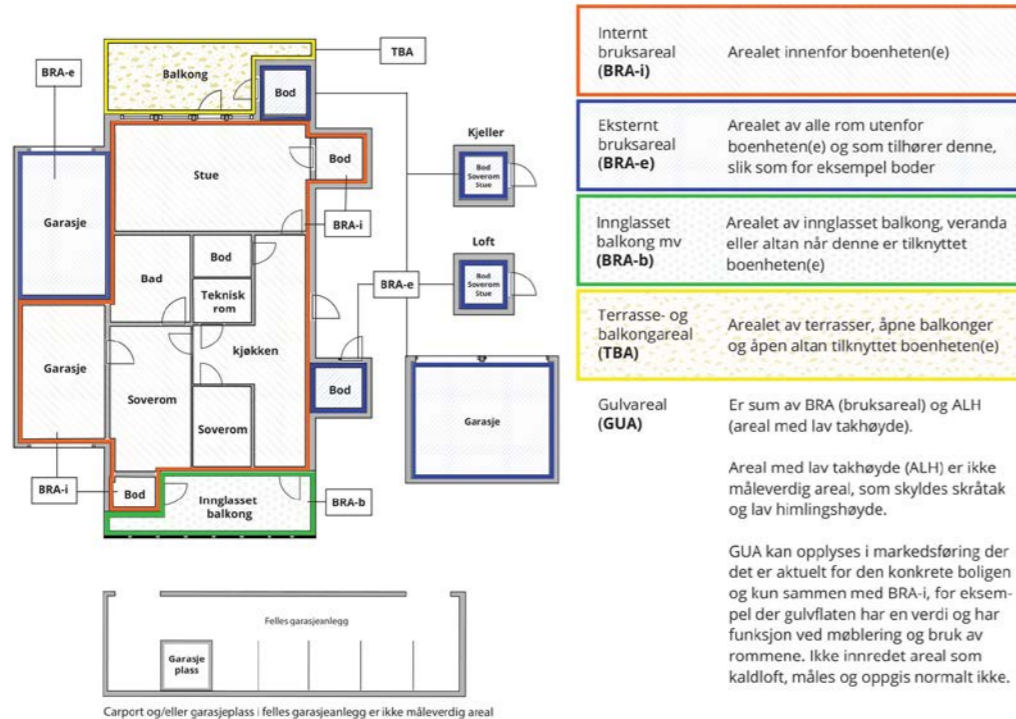 TBA
BRA-e
Balkong
Bod
Kjeller
Bod
Soverom
Stue
Stue
Bod
Garasje
BRA-i
Loft
Bod
Soverom
Stue
Bad
Bod
Teknisk
rom
BRA-e
Garasje
kjøkken
Soverom
Bod
Garasje
Soverom
BRA-i
Bod
Innglasset
balkong
BRA-b
Felles garasjeanlegg
Garasje
plass
Carport og/eller garasjeplass i felles garasjeanlegg er ikke måleverdig areal
Internt
bruksareal
(BRA-i)
Arealet innenfor boenheten(e)
Eksternt
bruksareal
(BRA-e)
Arealet av alle rom utenfor
boenheten(e) og som tilhører denne,
slik som for eksempel boder
Innglasset
balkong mv
(BRA-b)
Arealet av innglasset balkong, veranda
eller altan når denne er tilknyttet
boenheten(e)
Terrasse- og
balkongareal
(TBA)
Arealet av terrasser, åpne balkonger
og åpen altan tilknyttet boenheten(e)
Gulvareal
(GUA)
Er sum av BRA (bruksareal) og ALH
(areal med lav takhøyde).
Areal med lav takhøyde (ALH) er ikke
måleverdig areal, som skyldes skråtak
og lav himlingshøyde.
GUA kan opplyses i markedsføring der
det er aktuelt for den konkrete boligen
og kun sammen med BRA-i, for eksem-
pel der gulvflaten har en verdi og har
funksjon ved møblering og bruk av
rommene. Ikke innredet areal som
kaldloft, måles og oppgis normalt ikke.